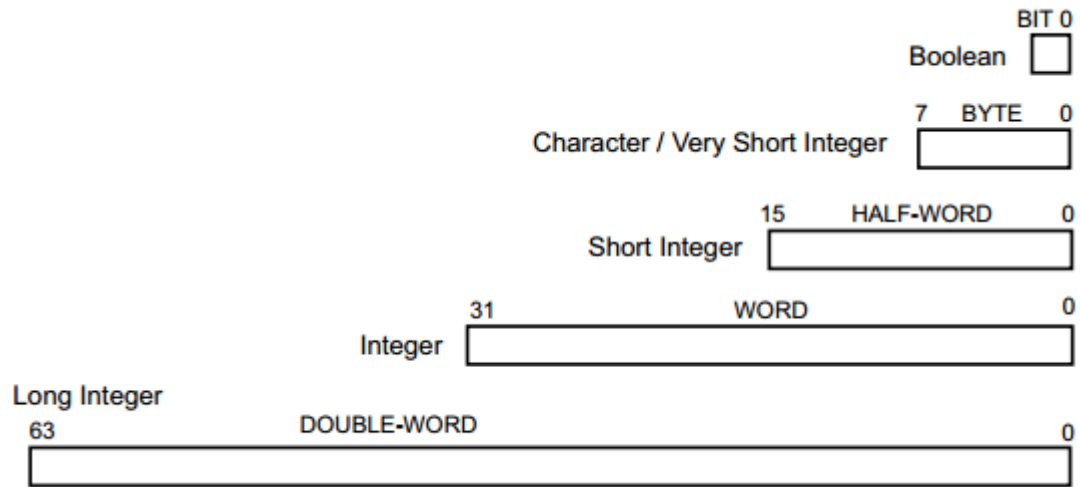 BIT 0
Boolean
7 BYTE 0
Character / Very Short Integer
15 HALF-WORD 0
Short Integer
31 WORD 0
Integer
Long Integer
63 DOUBLE-WORD 0